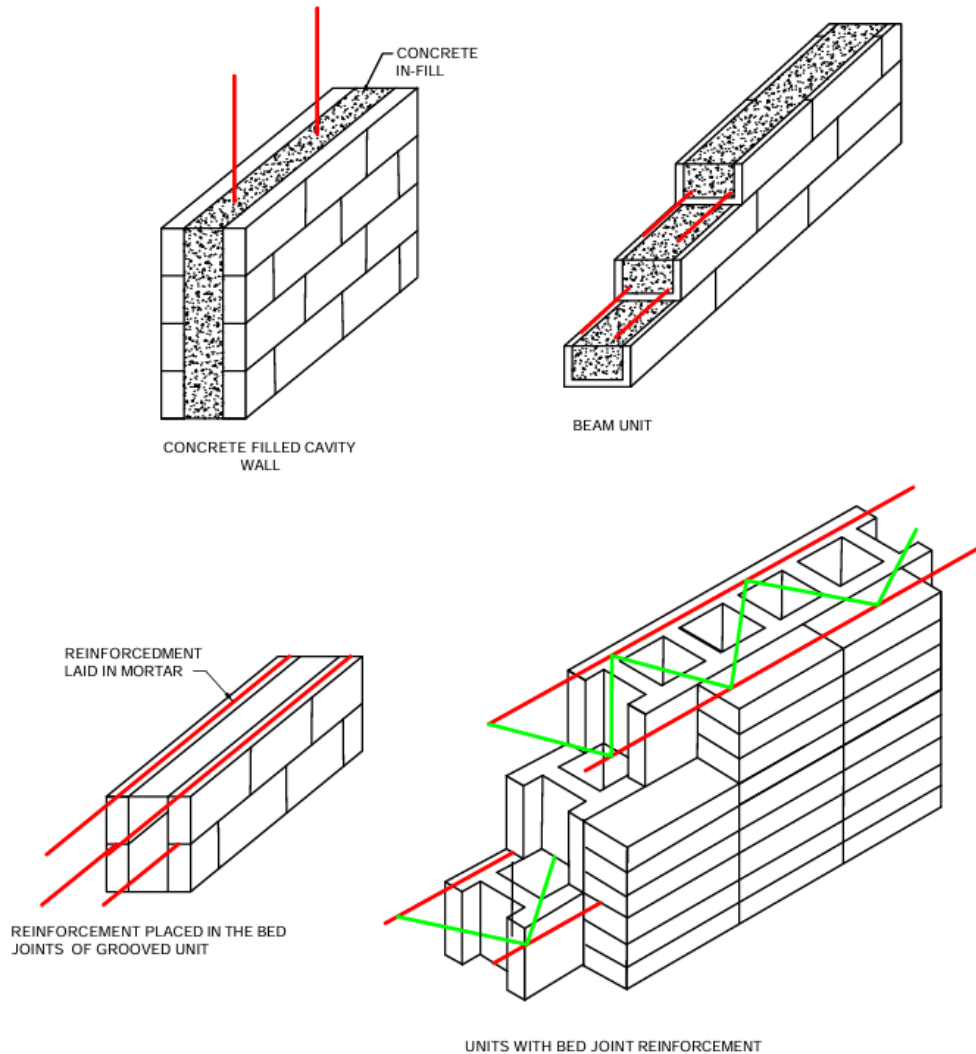 CONCRETE
IN-FILL
CONCRETE FILLED CAVITY
WALL
BEAM UNIT
REINFORCEDMENT
LAID IN MORTAR
REINFORCEMENT PLACED IN THE BED
JOINTS OF GROOVED UNIT
UNITS WITH BED JOINT REINFORCEMENT